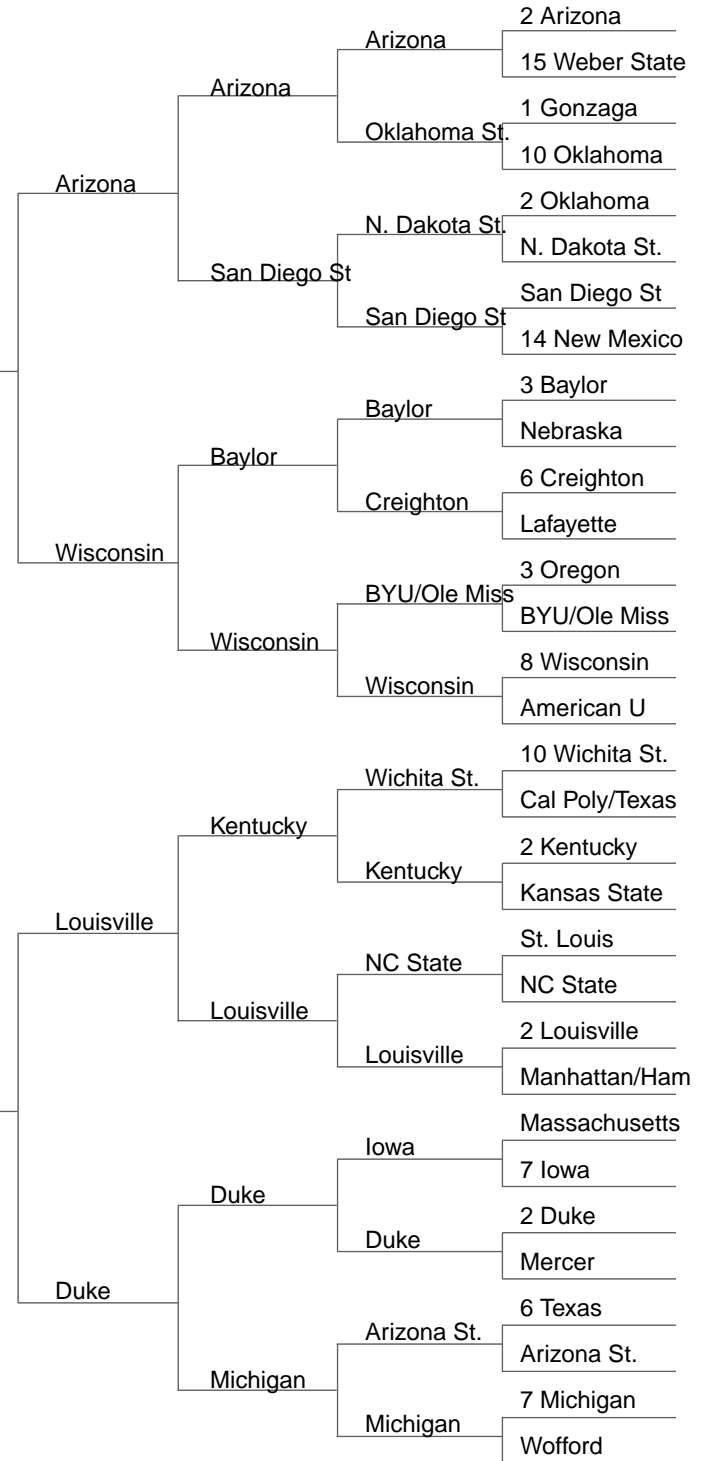 2 Arizona
Arizona
15 Weber State
Arizona
1 Gonzaga
Oklahoma St.
10 Oklahoma
Arizona
2 Oklahoma
N. Dakota St.
N. Dakota St.
San Diego St
San Diego St
San Diego St
14 New Mexico
3 Baylor
Baylor
Nebraska
Baylor
6 Creighton
Creighton
Lafayette
Wisconsin
3 Oregon
BYU/Ole Miss
BYU/Ole Miss
Wisconsin
8 Wisconsin
Wisconsin
American U
10 Wichita St.
Wichita St.
Cal Poly/Texas
Kentucky
2 Kentucky
Kentucky
Kansas State
Louisville
St. Louis
NC State
NC State
Louisville
2 Louisville
Louisville
Manhattan/Ham
Massachusetts
Iowa
7 Iowa
Duke
2 Duke
Duke
Mercer
Duke
6 Texas
Arizona St.
Arizona St.
Michigan
7 Michigan
Michigan
Wofford